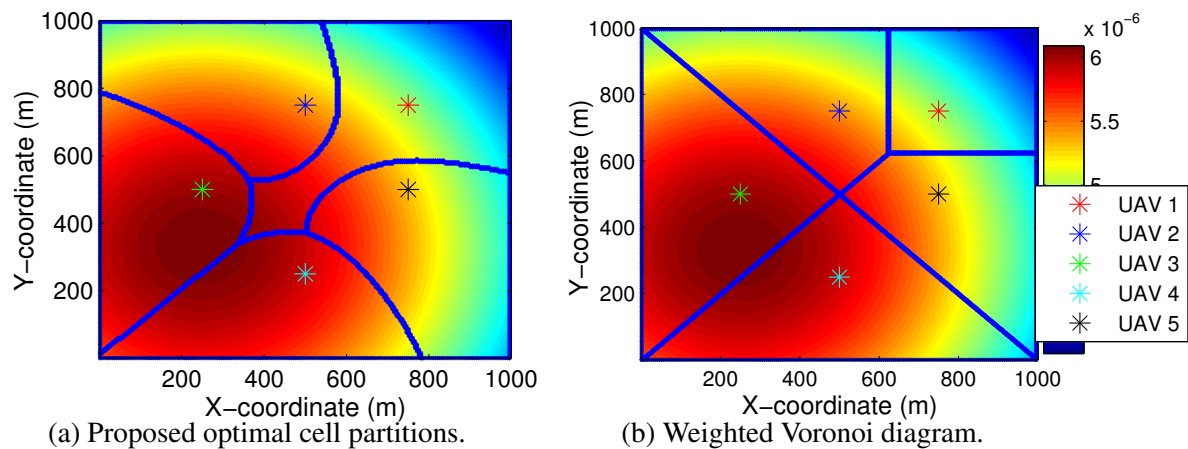 1000
800
600
400
200
Y−coordinate (m)
200 400 600 800 1000
X−coordinate (m)
(a) Proposed optimal cell partitions.
1000
800
600
400
200
Y−coordinate (m)
200 400 600 800 1000
X−coordinate (m)
(b) Weighted Voronoi diagram.
x 10⁻⁶
6
5.5
UAV 1
UAV 2
UAV 3
UAV 4
UAV 5